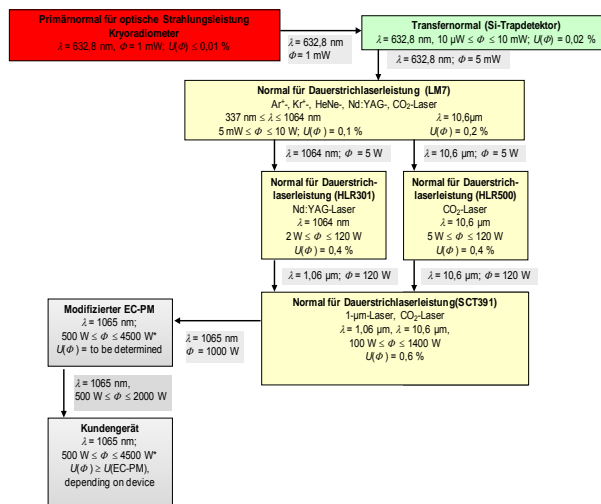 Primärnormal für optische Strahlungsleistung
Kryoradiometer
λ = 632,8 nm, Φ = 1 mW; U(Φ) ≤ 0,01 %
λ = 632,8 nm
Φ = 1 mW
Transfernormal (Si-Trapdetektor)
λ = 632,8 nm, 10 µW ≤ Φ ≤ 10 mW; U(Φ) = 0,02 %
λ = 632,8 nm; Φ = 5 mW
Normal für Dauerstrichlaserleistung (LM7)
Ar⁺-, Kr⁺-, HeNe-, Nd:YAG-, CO₂-Laser
337 nm ≤ λ ≤ 1064 nm λ = 10,6µm
5 mW ≤ Φ ≤ 10 W; U(Φ) = 0,1 % U(Φ) = 0,2 %
λ = 1064 nm; Φ = 5 W
λ = 10,6 µm; Φ = 5 W
Normal für Dauerstrich-
laserleistung (HLR301)
Nd:YAG-Laser
λ = 1064 nm
2 W ≤ Φ ≤ 120 W
U(Φ) = 0,4 %
Normal für Dauerstrich-
laserleistung (HLR500)
CO₂-Laser
λ = 10,6 µm
5 W ≤ Φ ≤ 120 W
U(Φ) = 0,4 %
λ = 1,06 µm; Φ = 120 W
λ = 10,6 µm; Φ = 120 W
Normal für Dauerstrichlaserleistung(SCT391)
1-µm-Laser, CO₂-Laser
λ = 1,06 µm, λ = 10,6 µm,
100 W ≤ Φ ≤ 1400 W
U(Φ) = 0,6 %
λ = 1065 nm
Φ = 1000 W
Modifizierter EC-PM
λ = 1065 nm;
500 W ≤ Φ ≤ 4500 W*
U(Φ) = to be determined
λ = 1065 nm,
500 W ≤ Φ ≤ 2000 W
Kundengerät
λ = 1065 nm;
500 W ≤ Φ ≤ 4500 W*
U(Φ) ≥ U(EC-PM),
depending on device